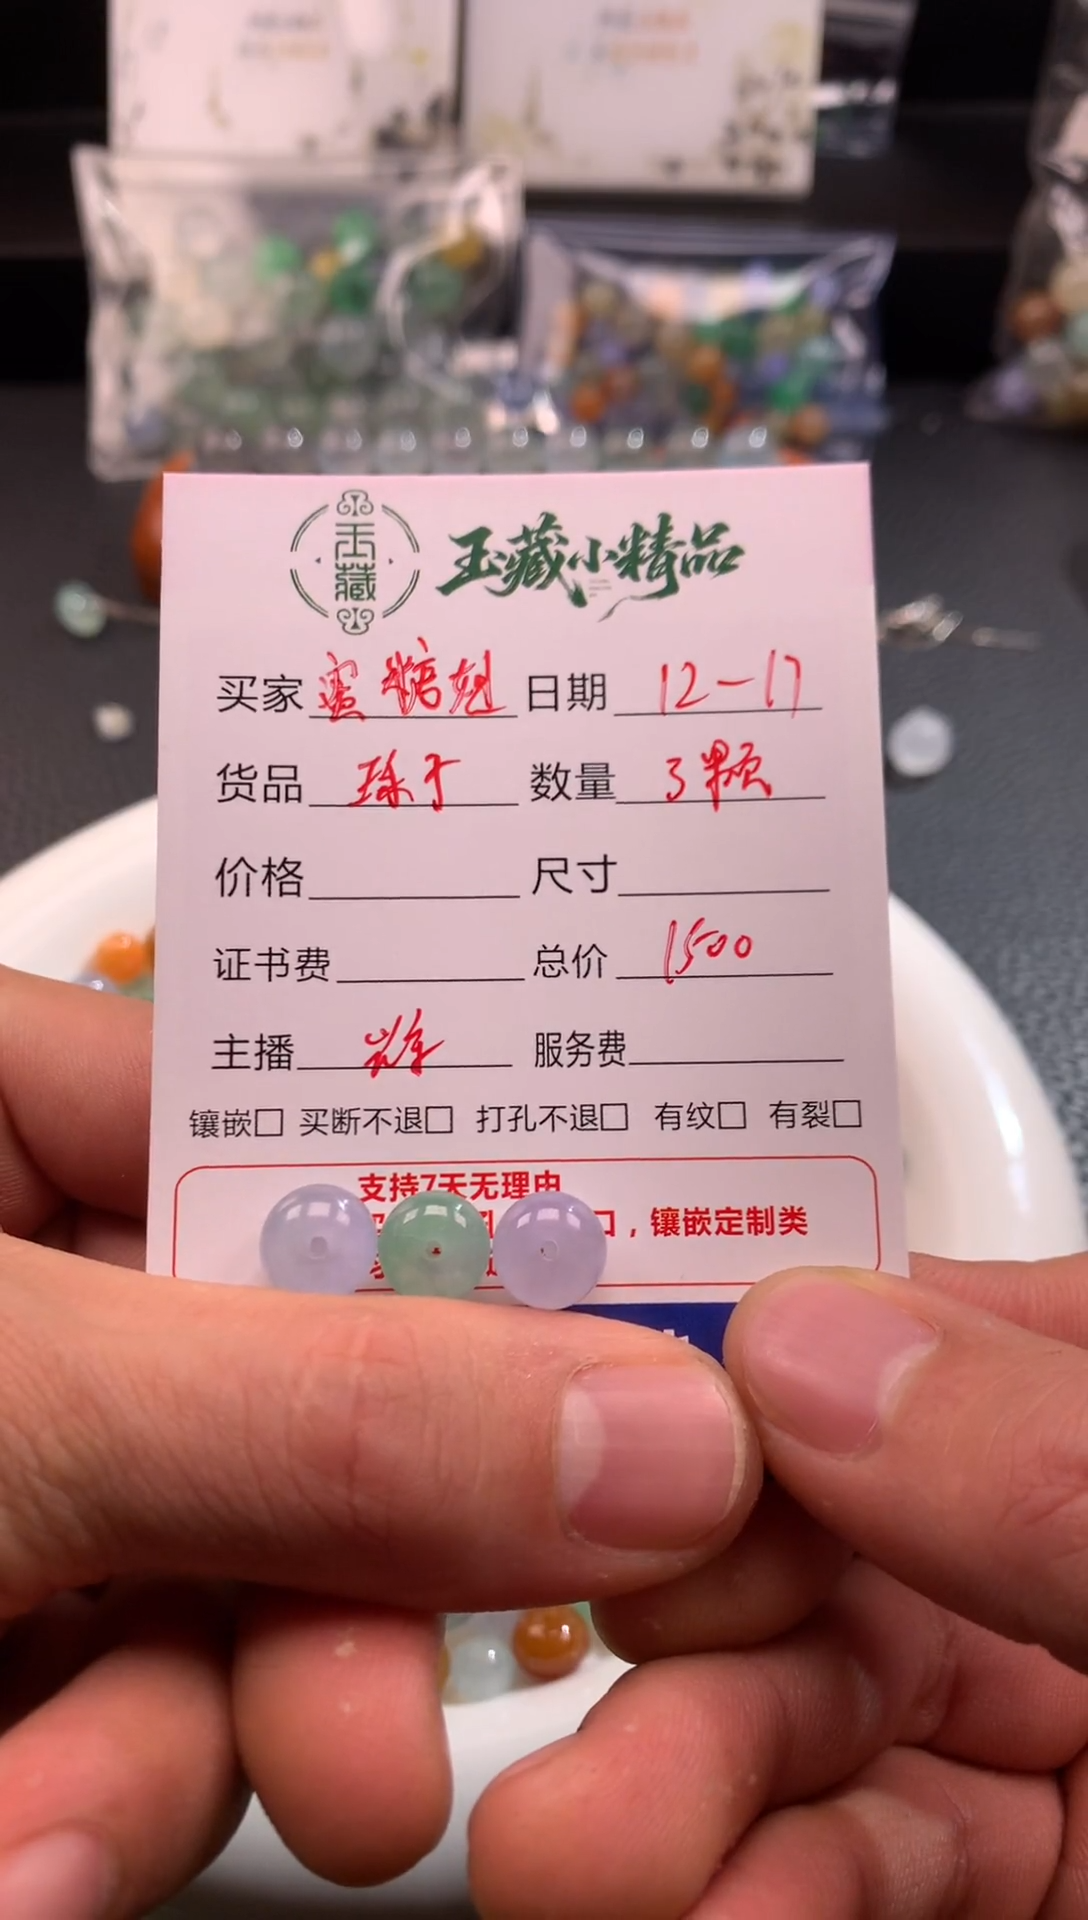 玉藏
玉藏小精品
买家 蜜糖 日期 12-17
货品 珠子 数量 3颗
价格 尺寸
证书费 总价 1500
主播 服务费
镶嵌□ 买断不退□ 打孔不退□ 有纹□ 有裂□
支持7天无理由
口，镶嵌定制类